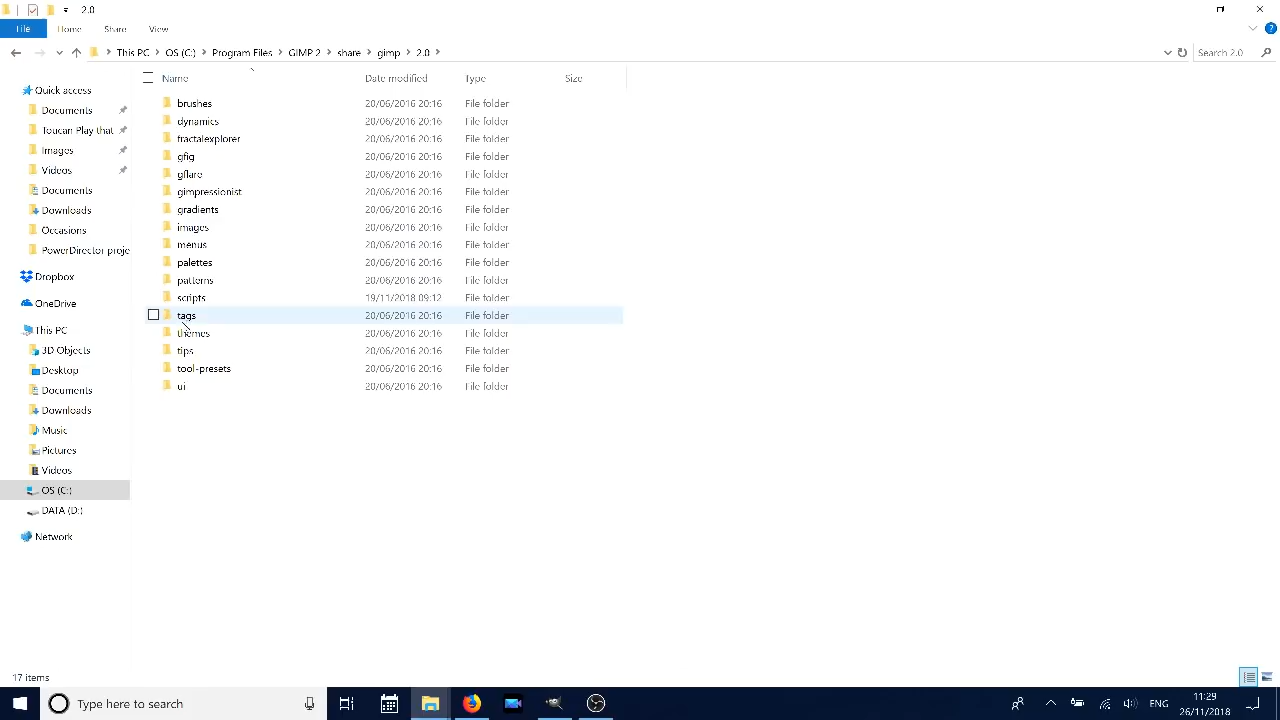 2.0
File Home Share View
This PC OS (C:) Program Files GIMP 2 share gimp 2.0 Search 2.0
Name Date modified Type Size
Quick access
Documents
Toucan Play that
Images
Videos
Documents
Downloads
Occasions
PowerDirector proje
Dropbox
OneDrive
This PC
3D Objects
Desktop
Documents
Downloads
Music
Pictures
Videos
OS (C:)
DATA (D:)
Network
brushes 20/06/2016 20:16 File folder
dynamics 20/06/2016 20:16 File folder
fractalexplorer 20/06/2016 20:16 File folder
gfig 20/06/2016 20:16 File folder
gflare 20/06/2016 20:16 File folder
gimpressionist 20/06/2016 20:16 File folder
gradients 20/06/2016 20:16 File folder
images 20/06/2016 20:16 File folder
menus 20/06/2016 20:16 File folder
palettes 20/06/2016 20:16 File folder
patterns 20/06/2016 20:16 File folder
scripts 19/11/2018 09:12 File folder
tags 20/06/2016 20:16 File folder
themes 20/06/2016 20:16 File folder
tips 20/06/2016 20:16 File folder
tool-presets 20/06/2016 20:16 File folder
ui 20/06/2016 20:16 File folder
17 items
Type here to search
ENG
11:29
26/11/2018